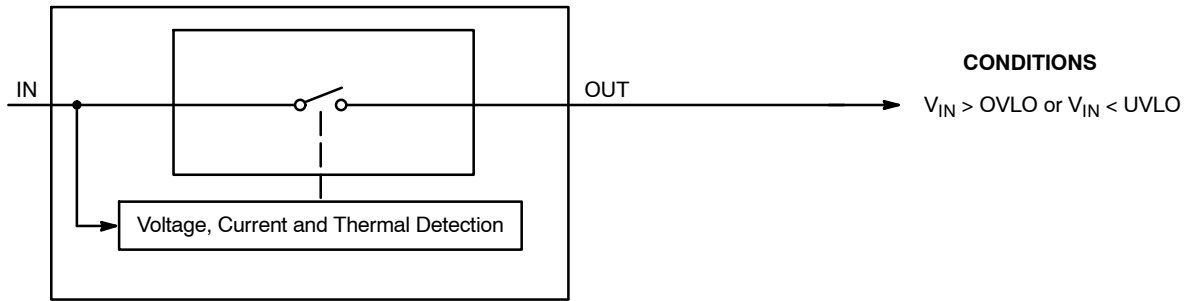 CONDITIONS
IN
OUT
V_IN > OVLO or V_IN < UVLO
Voltage, Current and Thermal Detection